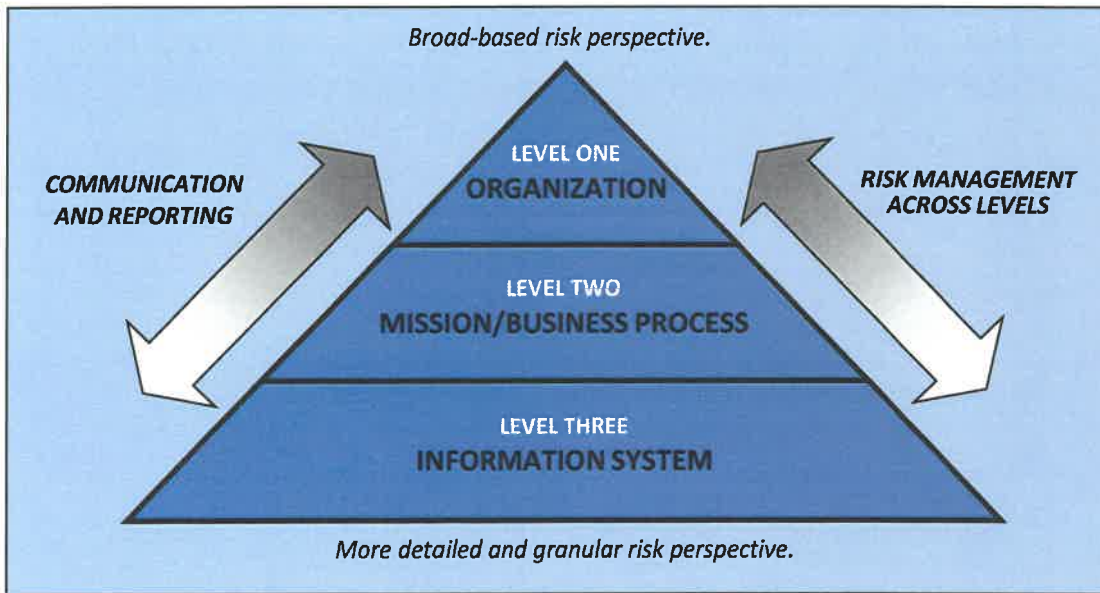 Broad-based risk perspective.
LEVEL ONE
ORGANIZATION
COMMUNICATION
AND REPORTING
RISK MANAGEMENT
ACROSS LEVELS
LEVEL TWO
MISSION/BUSINESS PROCESS
LEVEL THREE
INFORMATION SYSTEM
More detailed and granular risk perspective.